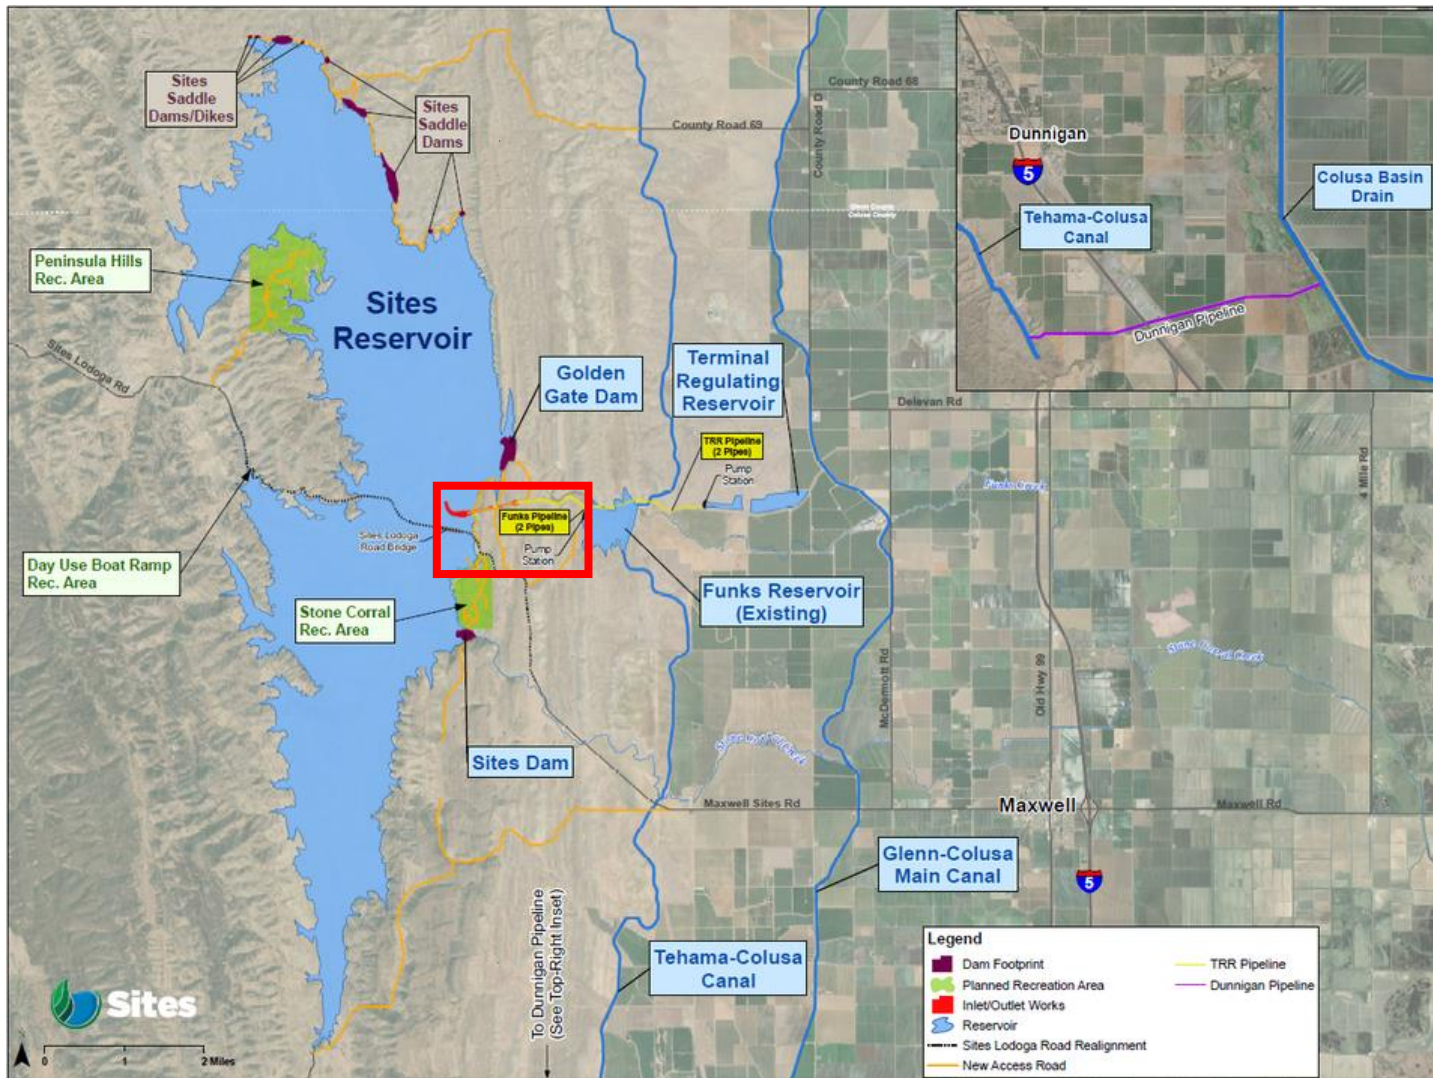 Sites
Saddle
Dams/Dikes
Sites
Saddle
Dams
County Road 68
County Road 69
County Road D
Glenn County
Colusa County
Dunnigan
5
Colusa Basin
Drain
Tehama-Colusa
Canal
Dunnigan Pipeline
Peninsula Hills
Rec. Area
Sites
Reservoir
Sites Lodoga Rd
Golden
Gate Dam
Terminal
Regulating
Reservoir
Delevan Rd
TRR Pipeline
(2 Pipes)
Pump
Station
Funks Creek
4 Mile Rd
Funks Pipeline
(2 Pipes)
Sites Lodoga
Road Bridge
Pump
Station
Day Use Boat Ramp
Rec. Area
Stone Corral
Rec. Area
Funks Reservoir
(Existing)
McDermott Rd
Old Hwy 99
Stone Corral Creek
Stone Corral Creek
Sites Dam
Maxwell Sites Rd
Maxwell
Maxwell Rd
Glenn-Colusa
Main Canal
5
To Dunnigan Pipeline
(See Top-Right Inset)
Tehama-Colusa
Canal
Sites
0 1 2 Miles
Legend
Dam Footprint
Planned Recreation Area
Inlet/Outlet Works
Reservoir
Sites Lodoga Road Realignment
New Access Road
TRR Pipeline
Dunnigan Pipeline